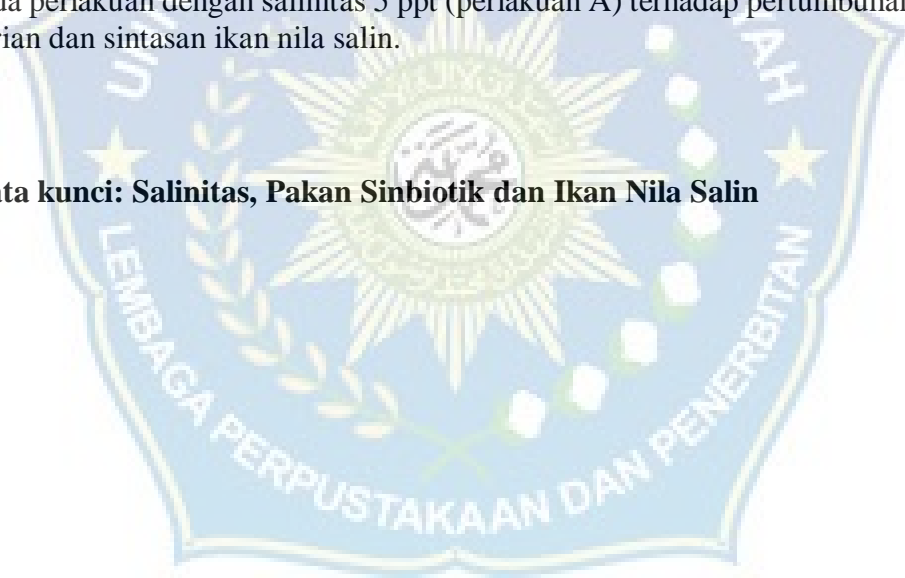 da perlakuan dengan salinitas 5 ppt (perlakuan A) terhadap pertumbuhan
rian dan sintasan ikan nila salin.
ata kunci: Salinitas, Pakan Sinbiotik dan Ikan Nila Salin
LEMBAGA PERPUSTAKAAN DAN PENERBITAN